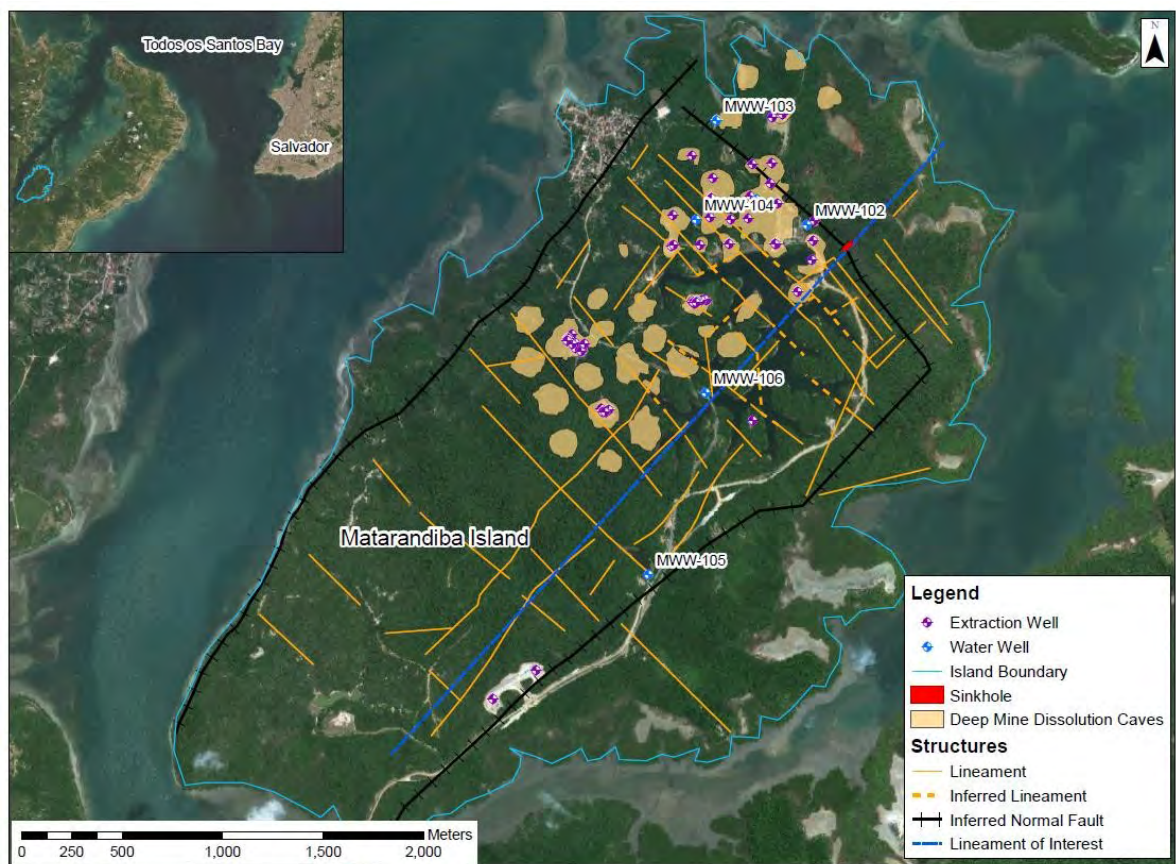 Todos os Santos Bay
Salvador
N
MWW-103
MWW-104
MWW-102
MWW-106
Matarandiba Island
MWW-105
Legend
Extraction Well
Water Well
Island Boundary
Sinkhole
Deep Mine Dissolution Caves
Structures
Lineament
Inferred Lineament
Inferred Normal Fault
Lineament of Interest
Meters
0 250 500 1,000 1,500 2,000